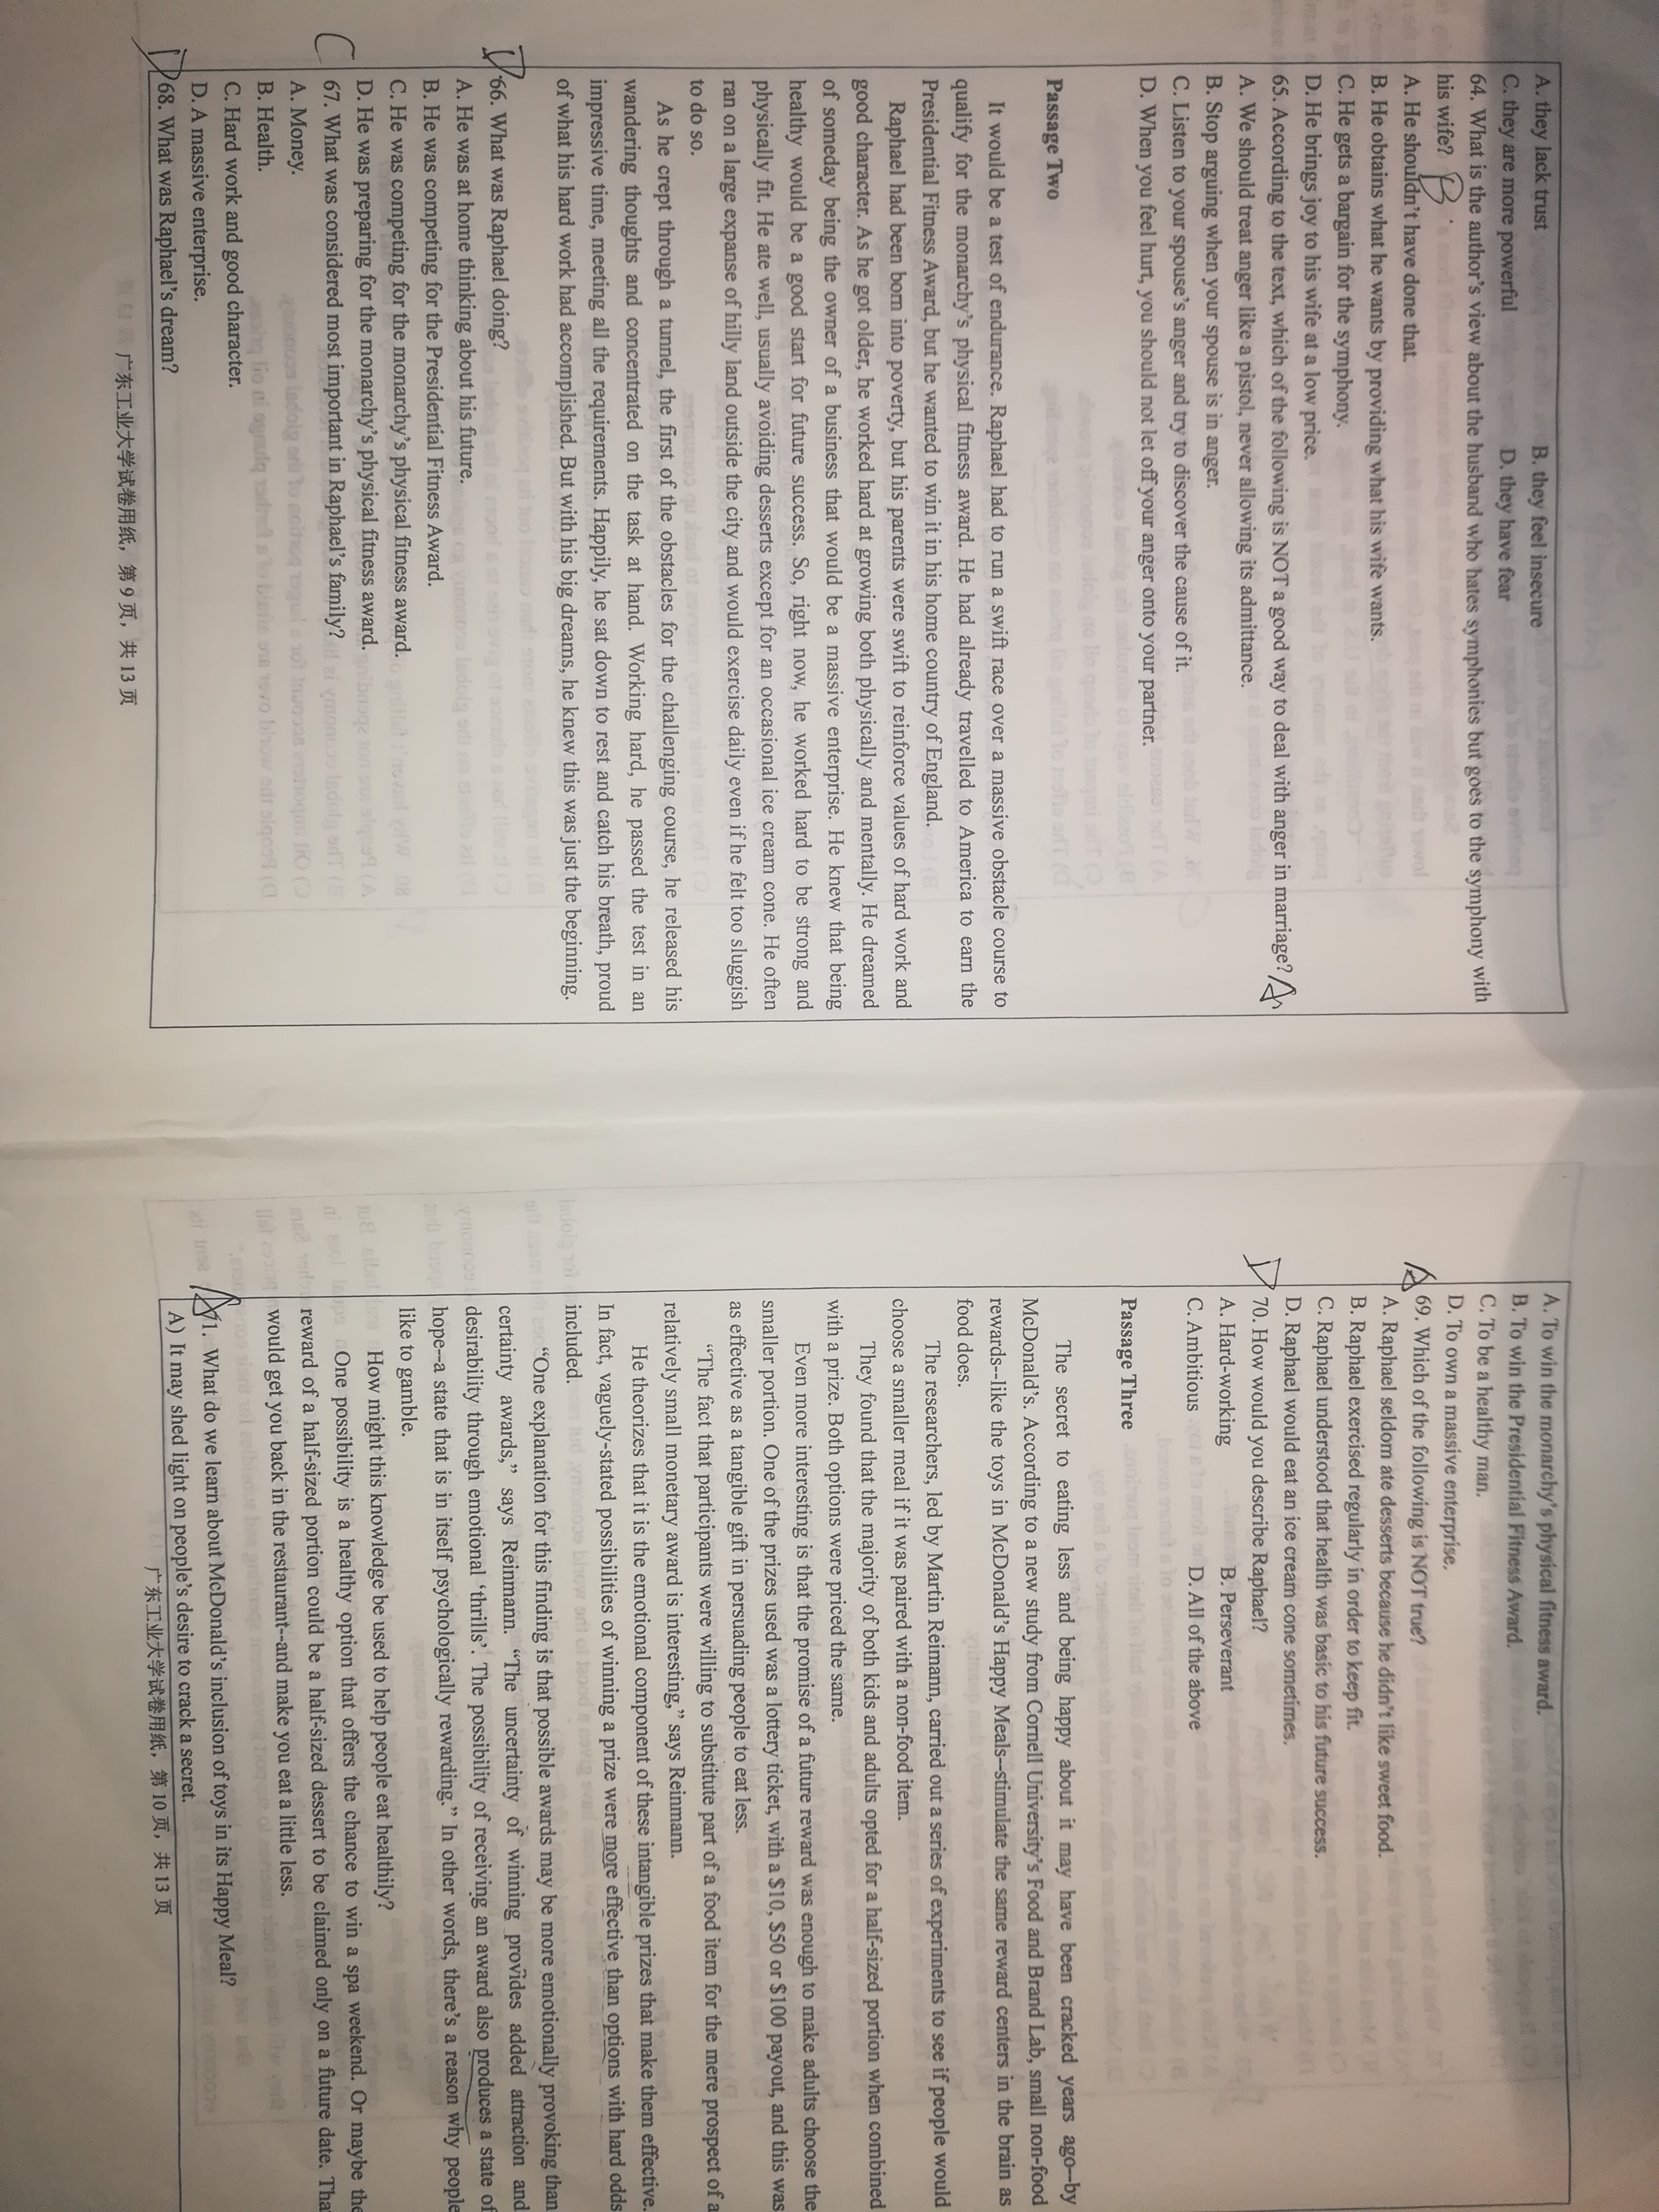 A. they lack trust B. they feel insecure
C. they are more powerful D. they have fear
64. What is the author's view about the husband who hates symphonies but goes to the symphony with
his wife? B
A. He shouldn't have done that.
B. He obtains what he wants by providing what his wife wants.
C. He gets a bargain for the symphony.
D. He brings joy to his wife at a low price.
65. According to the text, which of the following is NOT a good way to deal with anger in marriage? A
A. We should treat anger like a pistol, never allowing its admittance.
B. Stop arguing when your spouse is in anger.
C. Listen to your spouse's anger and try to discover the cause of it.
D. When you feel hurt, you should not let off your anger onto your partner.
Passage Two
It would be a test of endurance. Raphael had to run a swift race over a massive obstacle course to
qualify for the monarchy's physical fitness award. He had already travelled to America to earn the
Presidential Fitness Award, but he wanted to win it in his home country of England.
Raphael had been born into poverty, but his parents were swift to reinforce values of hard work and
good character. As he got older, he worked hard at growing both physically and mentally. He dreamed
of someday being the owner of a business that would be a massive enterprise. He knew that being
healthy would be a good start for future success. So, right now, he worked hard to be strong and
physically fit. He ate well, usually avoiding desserts except for an occasional ice cream cone. He often
ran on a large expanse of hilly land outside the city and would exercise daily even if he felt too sluggish
to do so.
As he crept through a tunnel, the first of the obstacles for the challenging course, he released his
wandering thoughts and concentrated on the task at hand. Working hard, he passed the test in an
impressive time, meeting all the requirements. Happily, he sat down to rest and catch his breath, proud
of what his hard work had accomplished. But with his big dreams, he knew this was just the beginning.
D 66. What was Raphael doing?
A. He was at home thinking about his future.
B. He was competing for the Presidential Fitness Award.
C. He was competing for the monarchy's physical fitness award.
D. He was preparing for the monarchy's physical fitness award.
C 67. What was considered most important in Raphael's family?
A. Money.
B. Health.
C. Hard work and good character.
D. A massive enterprise.
D 68. What was Raphael's dream?
广东工业大学试卷用纸，第 9 页，共 13 页
A. To win the monarchy's physical fitness award.
B. To win the Presidential Fitness Award.
C. To be a healthy man.
D. To own a massive enterprise.
A 69. Which of the following is NOT true?
A. Raphael seldom ate desserts because he didn't like sweet food.
B. Raphael exercised regularly in order to keep fit.
C. Raphael understood that health was basic to his future success.
D. Raphael would eat an ice cream cone sometimes.
D 70. How would you describe Raphael?
A. Hard-working B. Perseverant
C. Ambitious D. All of the above
Passage Three
The secret to eating less and being happy about it may have been cracked years ago--by
McDonald's. According to a new study from Cornell University's Food and Brand Lab, small non-food
rewards--like the toys in McDonald's Happy Meals--stimulate the same reward centers in the brain as
food does.
The researchers, led by Martin Reimann, carried out a series of experiments to see if people would
choose a smaller meal if it was paired with a non-food item.
They found that the majority of both kids and adults opted for a half-sized portion when combined
with a prize. Both options were priced the same.
Even more interesting is that the promise of a future reward was enough to make adults choose the
smaller portion. One of the prizes used was a lottery ticket, with a $10, $50 or $100 payout, and this was
as effective as a tangible gift in persuading people to eat less.
“The fact that participants were willing to substitute part of a food item for the mere prospect of a
relatively small monetary award is interesting,” says Reinmann.
He theorizes that it is the emotional component of these intangible prizes that make them effective.
In fact, vaguely-stated possibilities of winning a prize were more effective than options with hard odds
included.
“One explanation for this finding is that possible awards may be more emotionally provoking than
certainty awards,” says Reinmann. “The uncertainty of winning provides added attraction and
desirability through emotional ‘thrills’. The possibility of receiving an award also produces a state of
hope--a state that is in itself psychologically rewarding.” In other words, there's a reason why people
like to gamble.
How might this knowledge be used to help people eat healthily?
One possibility is a healthy option that offers the chance to win a spa weekend. Or maybe the
reward of a half-sized portion could be a half-sized dessert to be claimed only on a future date. Tha
would get you back in the restaurant--and make you eat a little less.
A 71. What do we learn about McDonald's inclusion of toys in its Happy Meal?
A) It may shed light on people's desire to crack a secret.
广东工业大学试卷用纸，第 10 页，共 13 页